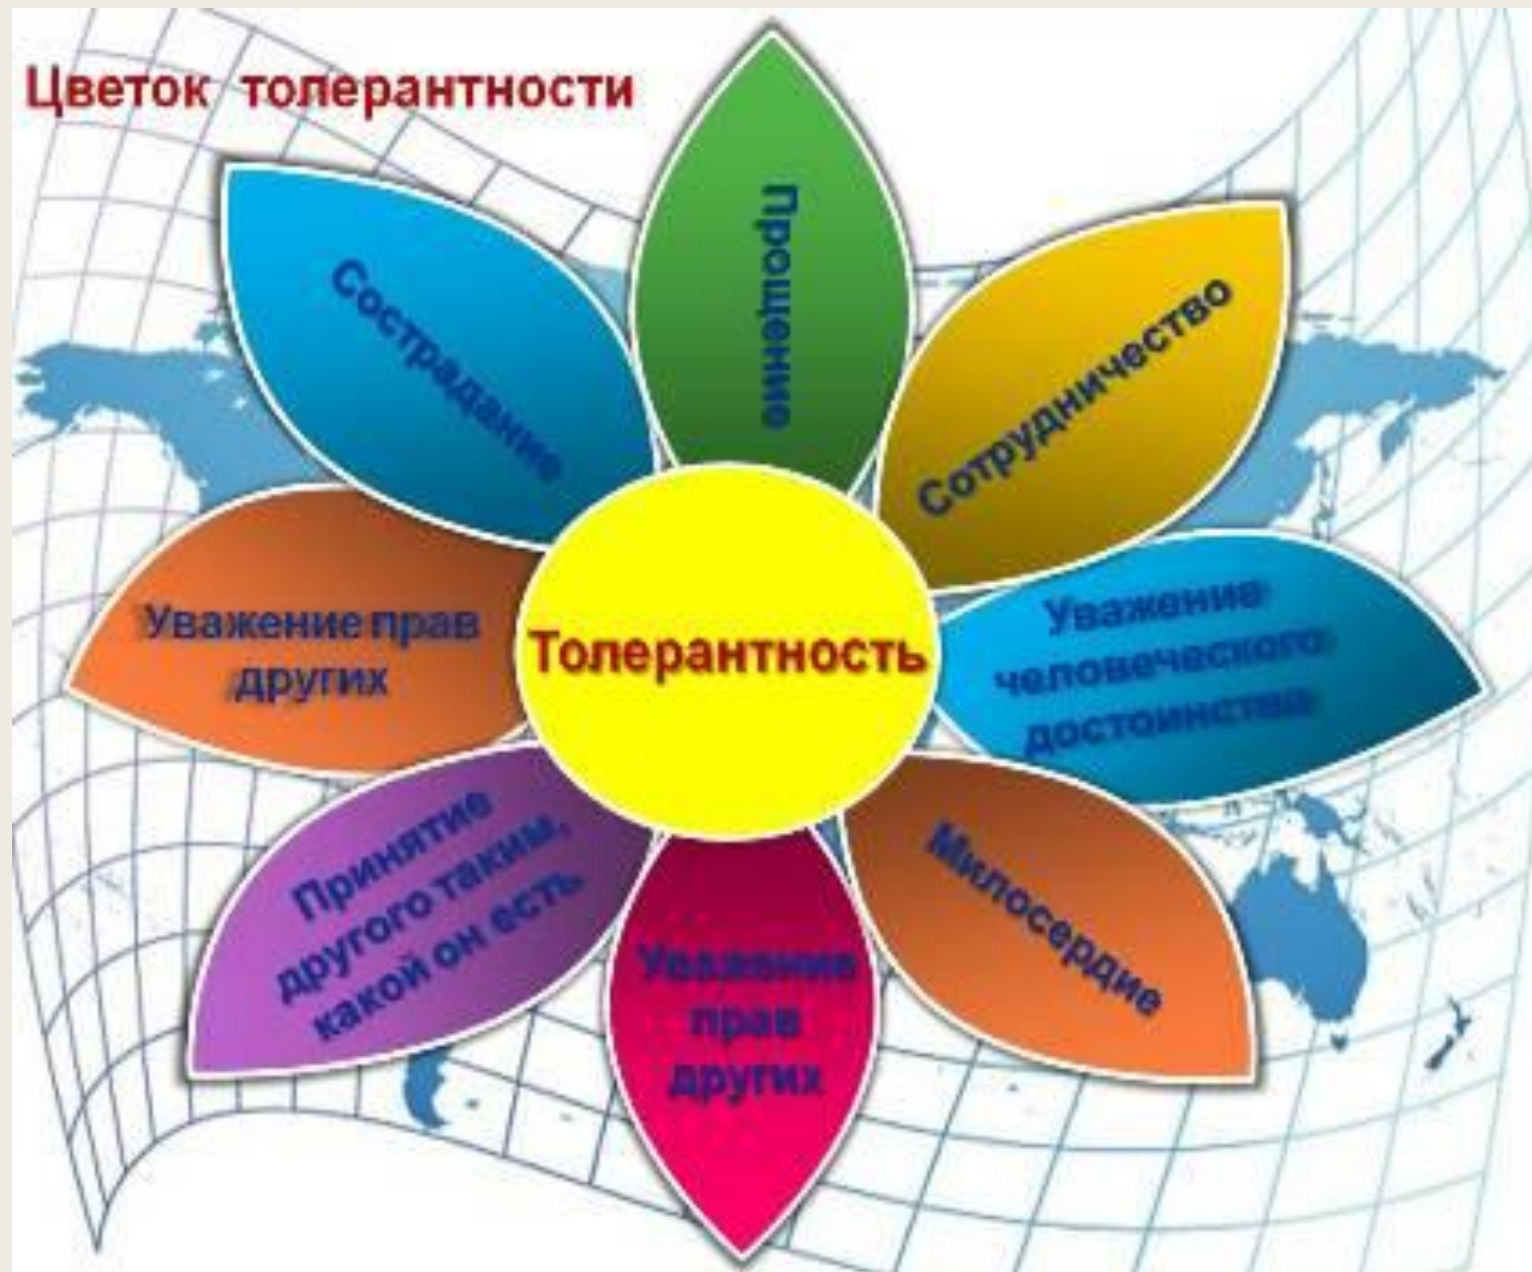 Цветок толерантности
Прощение
Сотрудничество
Уважение
человеческого
достоинства
Милосердие
Уважение
прав
других
Принятие
другого таким,
какой он есть
Уважение прав
других
Сострадание
Толерантность